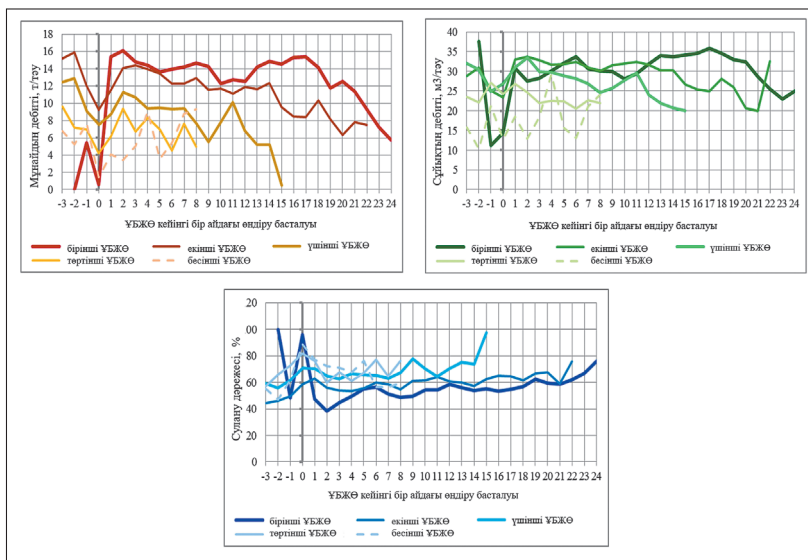 Мұнайдың дебитті, т/тәу
18
16
14
12
10
8
6
4
2
0
-3 -2 -1 0 1 2 3 4 5 6 7 8 9 10 11 12 13 14 15 16 17 18 19 20 21 22 23 24
ҰБЖӨ кейінгі бір айдағы өндіру басталуы
бірінші ҰБЖӨ екінші ҰБЖӨ үшінші ҰБЖӨ
төртінші ҰБЖӨ бесінші ҰБЖӨ
Сұйықтың дебітті, м3/тәу
40
35
30
25
20
15
10
5
0
-3 -2 -1 0 1 2 3 4 5 6 7 8 9 10 11 12 13 14 15 16 17 18 19 20 21 22 23 24
ҰБЖӨ кейінгі бір айдағы өндіру басталуы
бірінші ҰБЖӨ екінші ҰБЖӨ үшінші ҰБЖӨ
төртінші ҰБЖӨ бесінші ҰБЖӨ
Сулану дәрежесі, %
20
00
80
60
40
20
0
-3 -2 -1 0 1 2 3 4 5 6 7 8 9 10 11 12 13 14 15 16 17 18 19 20 21 22 23 24
ҰБЖӨ кейінгі бір айдағы өндіру басталуы
бірінші ҰБЖӨ екінші ҰБЖӨ үшінші ҰБЖӨ
төртінші ҰБЖӨ бесінші ҰБЖӨ